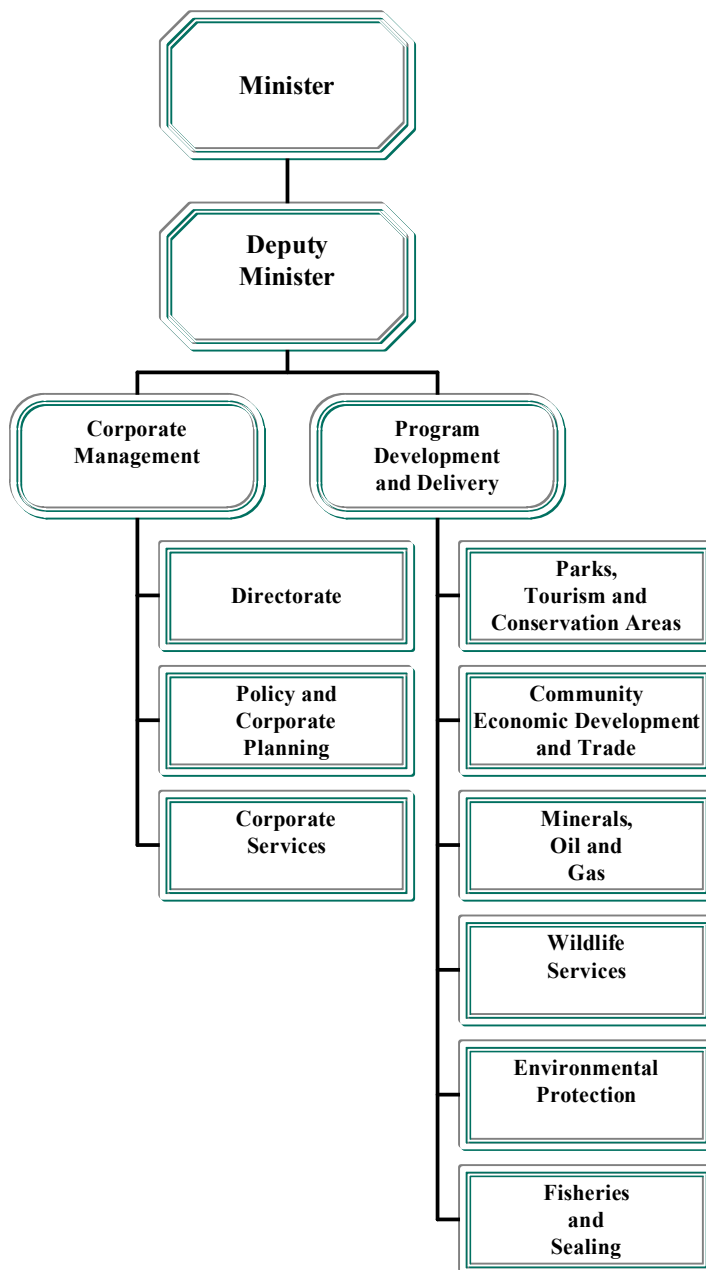 Minister
Deputy
Minister
Corporate
Management
Program
Development
and Delivery
Directorate
Policy and
Corporate
Planning
Corporate
Services
Parks,
Tourism and
Conservation Areas
Community
Economic Development
and Trade
Minerals,
Oil and
Gas
Wildlife
Services
Environmental
Protection
Fisheries
and
Sealing